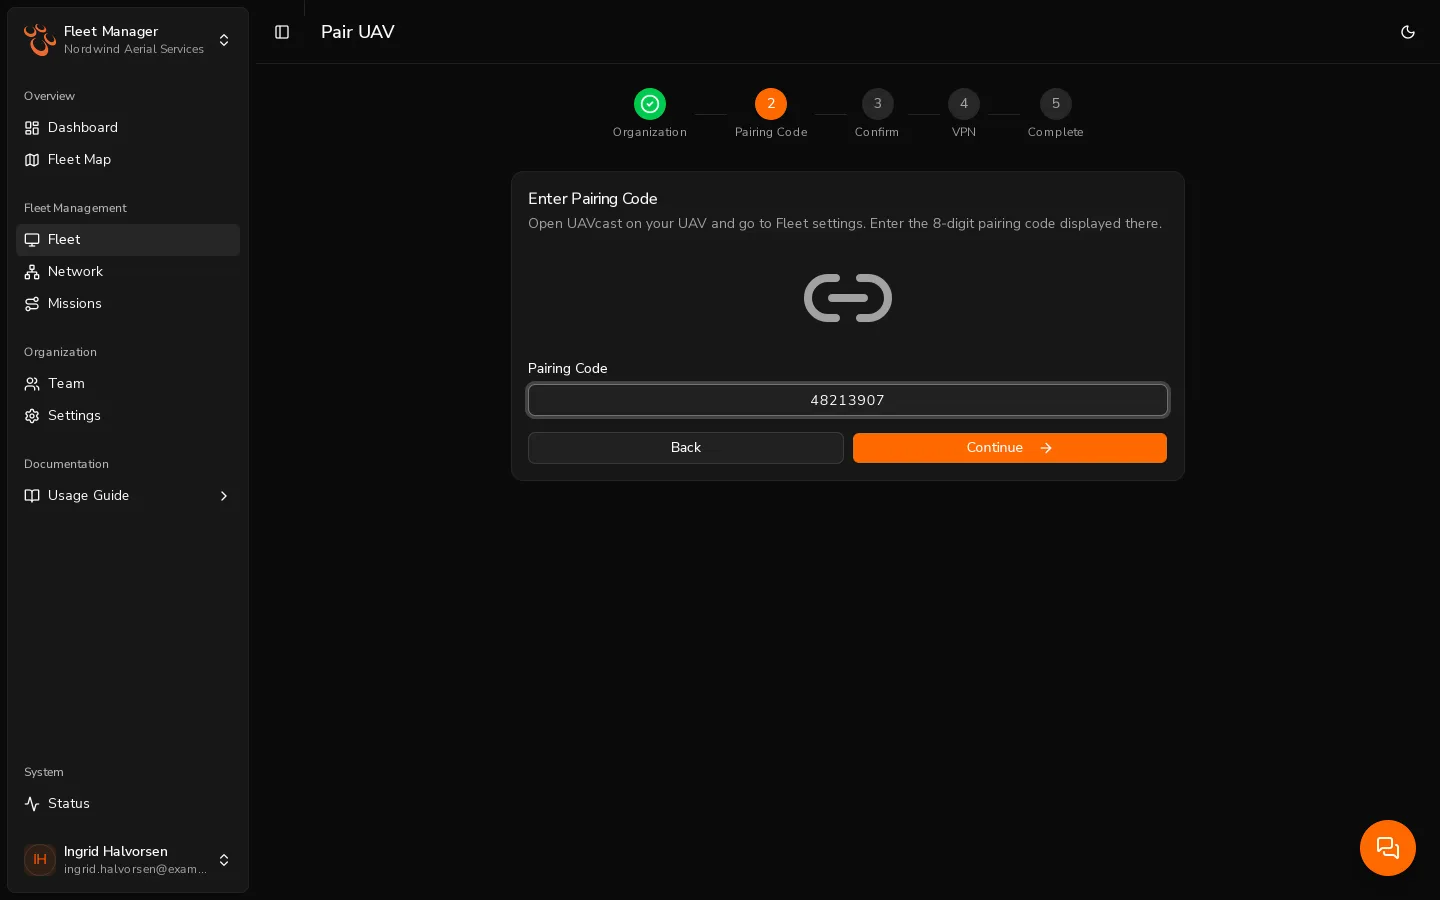 Fleet Manager
Nordwind Aerial Services
Overview
Dashboard
Fleet Map
Fleet Management
Fleet
Network
Missions
Organization
Team
Settings
Documentation
Usage Guide
System
Status
IH
Ingrid Halvorsen
ingrid.halvorsen@exam...
Pair UAV
2 3 4 5
Organization Pairing Code Confirm VPN Complete
Enter Pairing Code
Open UAVcast on your UAV and go to Fleet settings. Enter the 8-digit pairing code displayed there.
Pairing Code
48213907
Back Continue